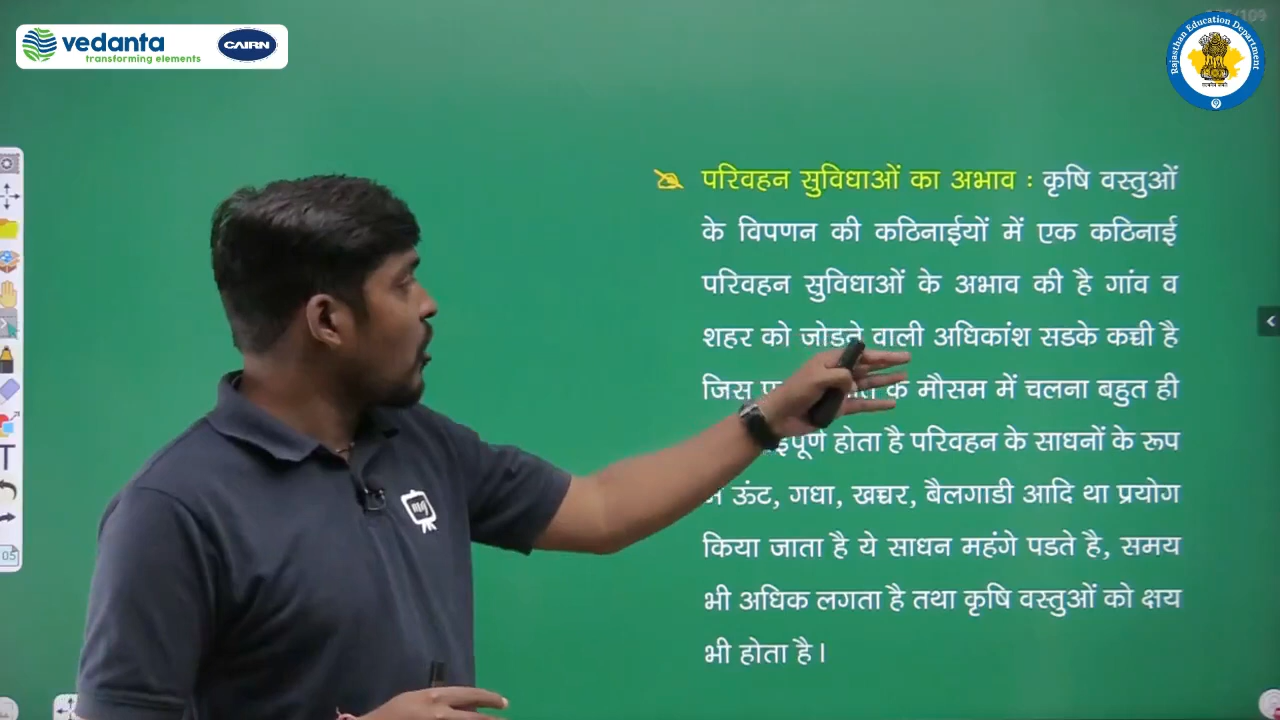 vedanta
transforming elements
CAIRN
Rajasthan Education Department
परिवहन सुविधाओं का अभाव : कृषि वस्तुओं
के विपणन की कठिनाईयों में एक कठिनाई
परिवहन सुविधाओं के अभाव की है गांव व
शहर को जोडते वाली अधिकांश सडके कच्ची है
जिस के मौसम में चलना बहुत ही
होता है परिवहन के साधनों के रूप
ऊंट, गधा, खच्चर, बैलगाडी आदि था प्रयोग
किया जाता है ये साधन महंगे पडते है, समय
भी अधिक लगता है तथा कृषि वस्तुओं को क्षय
भी होता है।